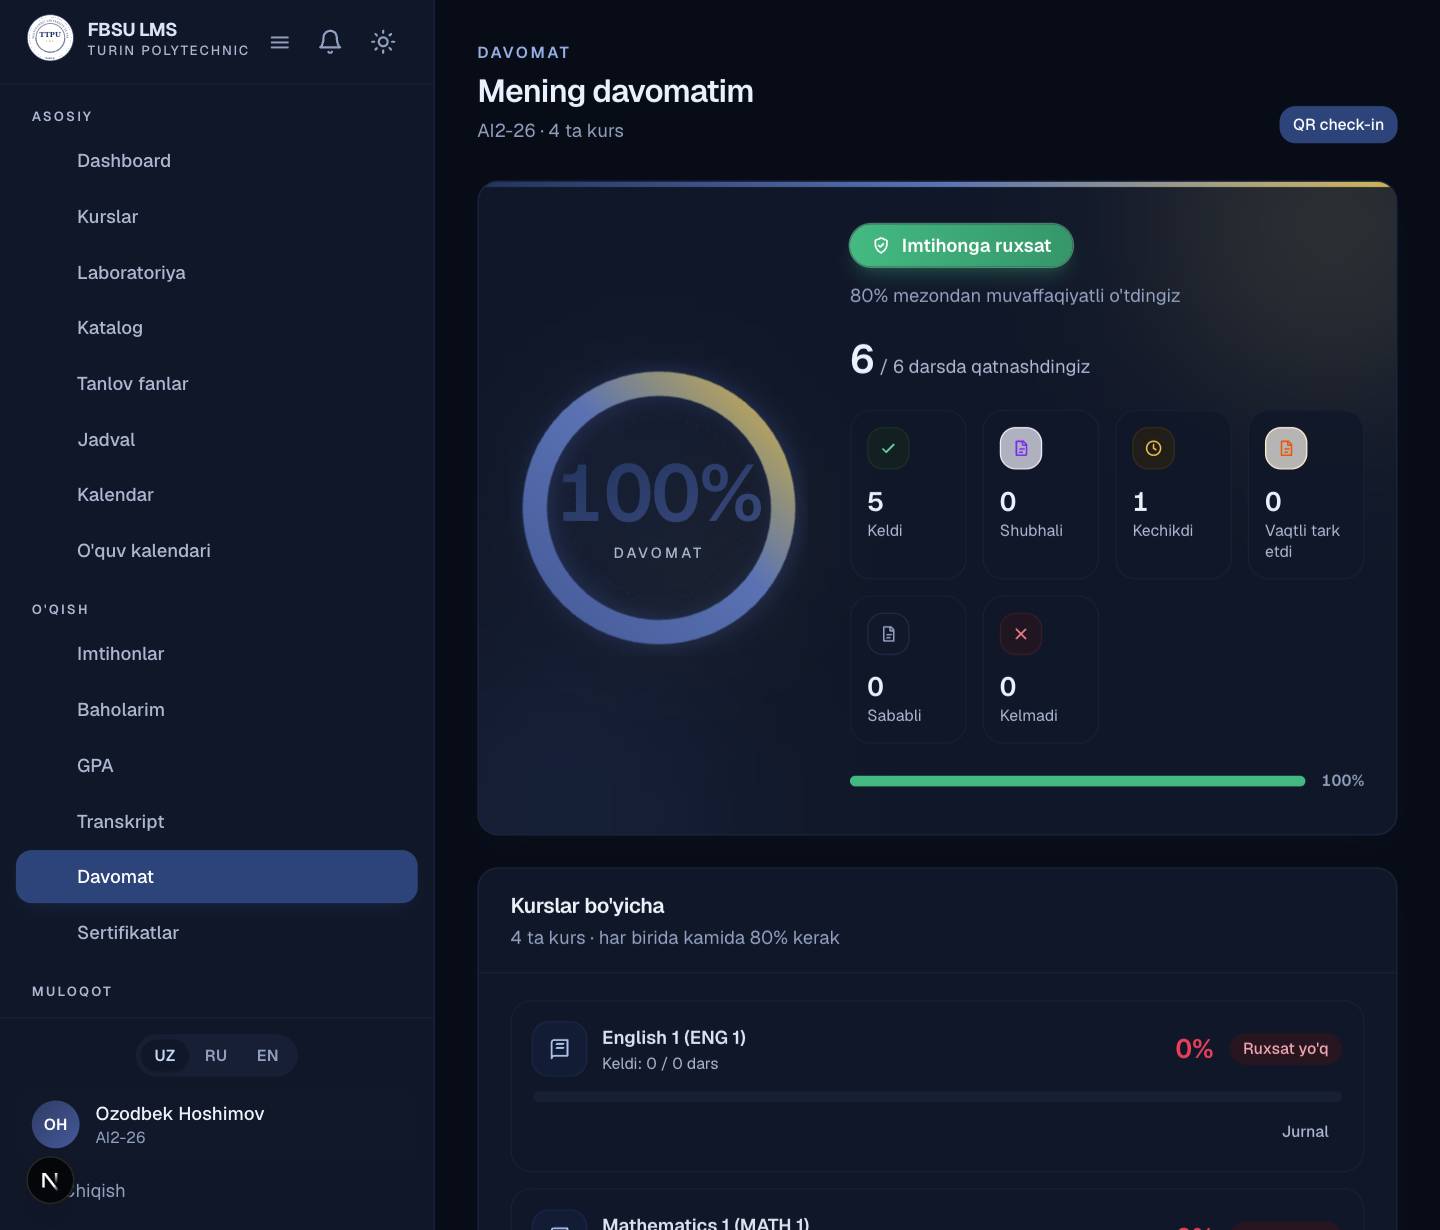 TTPU
FBSU LMS
TURIN POLYTECHNIC
ASOSIY
Dashboard
Kurslar
Laboratoriya
Katalog
Tanlov fanlar
Jadval
Kalendar
O'quv kalendari
O'QISH
Imtihonlar
Baholarim
GPA
Transkript
Davomat
Sertifikatlar
MULOQOT
UZ RU EN
OH
Ozodbek Hoshimov
AI2-26
N
hiqish
DAVOMAT
Mening davomatim
AI2-26 · 4 ta kurs
QR check-in
100%
DAVOMAT
Imtihonga ruxsat
80% mezondan muvaffaqiyatli o'tdingiz
6 / 6 darsda qatnashdingiz
5
Keldi
0
Shubhali
1
Kechikdi
0
Vaqtli tark
etdi
0
Sababli
0
Kelmadi
100%
Kurslar bo'yicha
4 ta kurs · har birida kamida 80% kerak
English 1 (ENG 1)
Keldi: 0 / 0 dars
0% Ruxsat yo'q
Jurnal
Mathematics 1 (MATH 1)